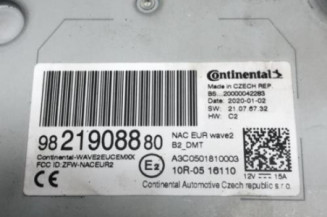 Continental
Made in CZECH REP.
Date: 2020-01-02
SW: 21.07.67.32
HW: C2
98 219088 80
NAC EUR wave2
B2_DMT
Continental-WAVE2EUCEMXX
FCC ID:ZFW-NACEUR2
A3C0501810003
E2
10R-05 16110
12V 15A
CE
Continental Automotive Czech republic s.r.o.